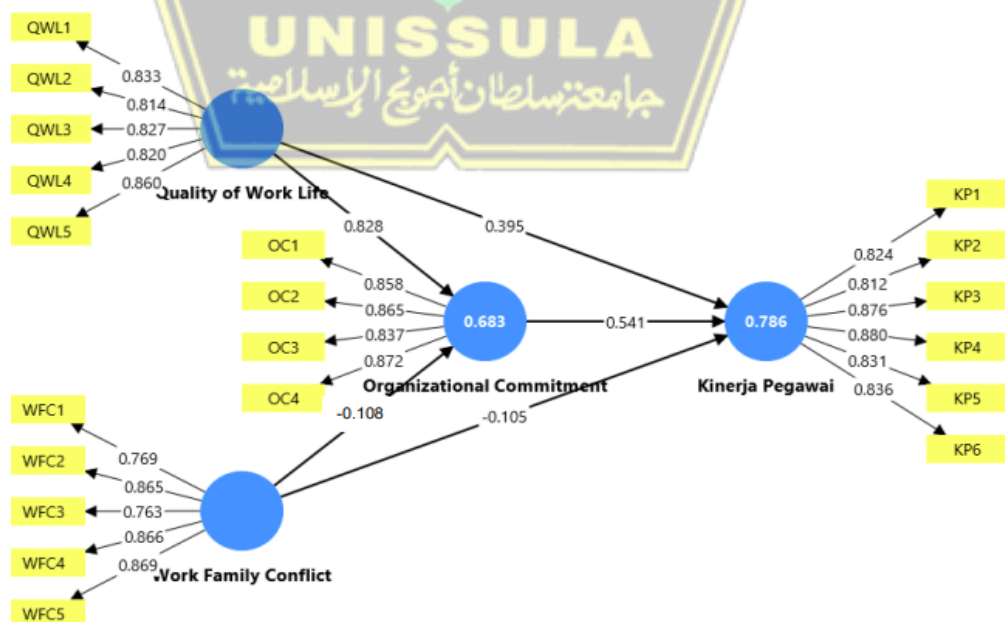 UNISSULA
جامعتنسلطان أجونج الإسلامية
QWL1
QWL2
QWL3
QWL4
QWL5
0.833
0.814
0.827
0.820
0.860
Quality of Work Life
0.828
0.395
OC1
OC2
OC3
OC4
0.858
0.865
0.837
0.872
0.683
Organizational Commitment
0.541
0.786
Kinerja Pegawai
KP1
KP2
KP3
KP4
KP5
KP6
0.824
0.812
0.876
0.880
0.831
0.836
-0.108
-0.105
WFC1
WFC2
WFC3
WFC4
WFC5
0.769
0.865
0.763
0.866
0.869
Work Family Conflict